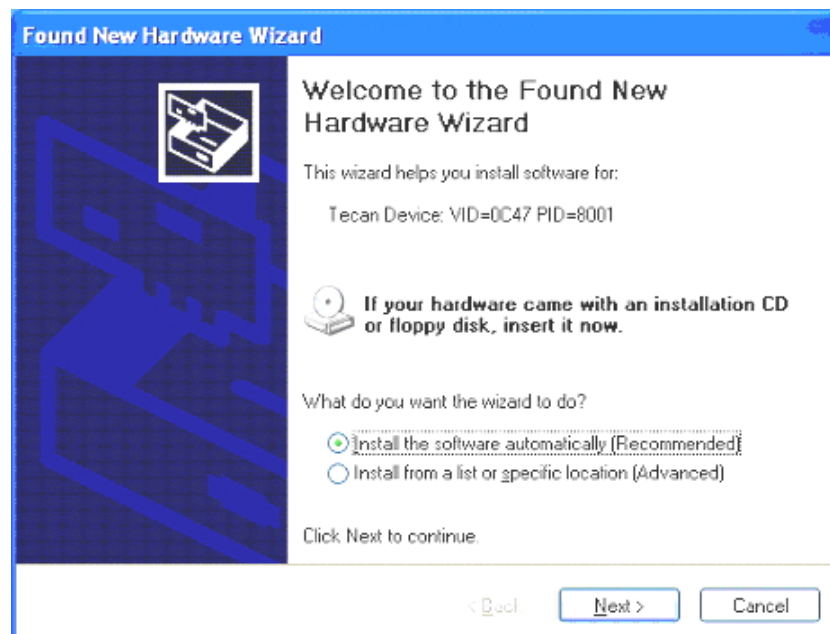 Found New Hardware Wizard
Welcome to the Found New
Hardware Wizard
This wizard helps you install software for:
Tecan Device: VID=0C47 PID=8001
If your hardware came with an installation CD
or floppy disk, insert it now.
What do you want the wizard to do?
Install the software automatically (Recommended)
Install from a list or specific location (Advanced)
Click Next to continue.
< Back Next > Cancel